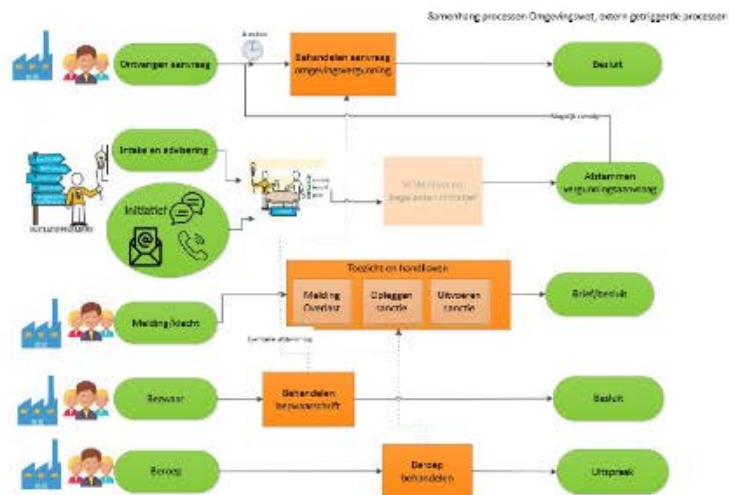 Samenhang processen Omgevingswet, extern getriggerde processen
Ontvangen aanvraag
Behandelen aanvraag
omgevingsvergunning
Besluit
Intake en advisering
Initiatief
Afstemmen
vergunningsaanvraag
Toezicht en handhaven
Melding
Overlast
Opleggen
sanctie
Uitvoeren
sanctie
Melding/klacht
Brief/besluit
Bezwaar
Behandelen
bezwaarschrift
Besluit
Beroep
Beroep
behandelen
Uitspraak